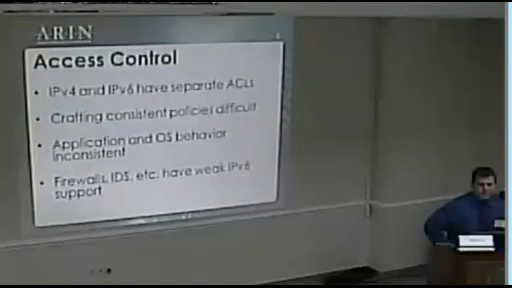 ARIN
Access Control
• IPv4 and IPv6 have separate ACLs
• Crafting consistent policies difficult
• Application and OS behavior
inconsistent
• Firewalls, IDS, etc. have weak IPv6
support